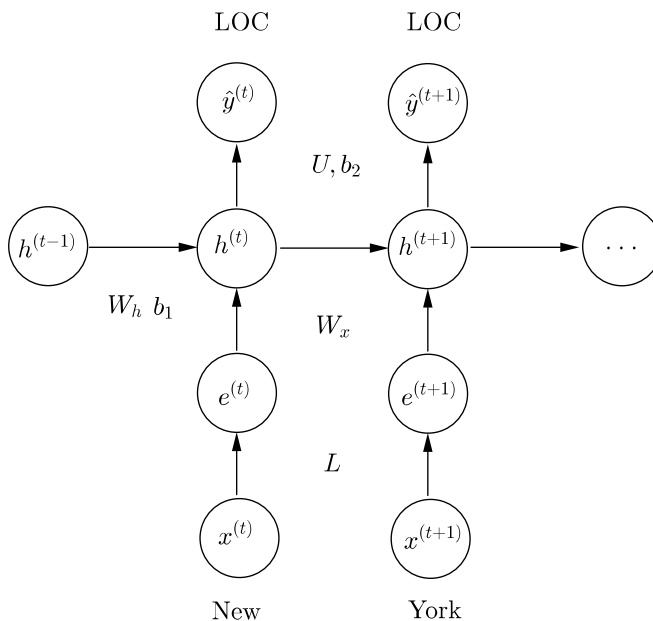 LOC LOC
ŷ^(t) ŷ^(t+1)
U, b₂
h^(t−1) h^(t) h^(t+1) ···
W_h b₁
W_x
e^(t) e^(t+1)
L
x^(t) x^(t+1)
New York